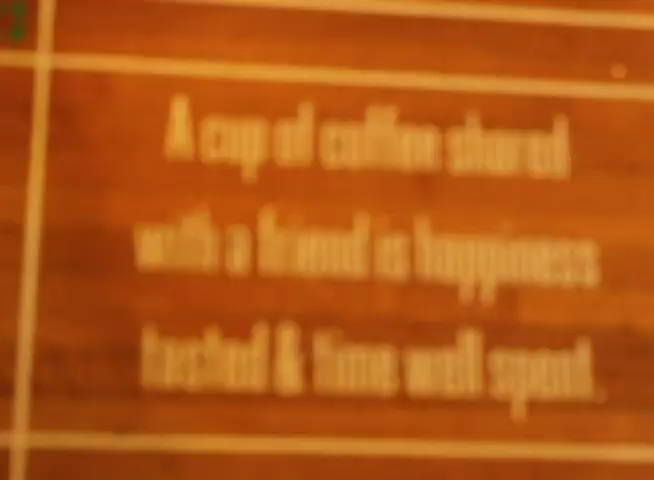 A cup of coffee shared
with a friend is happiness
tasted & time well spent.